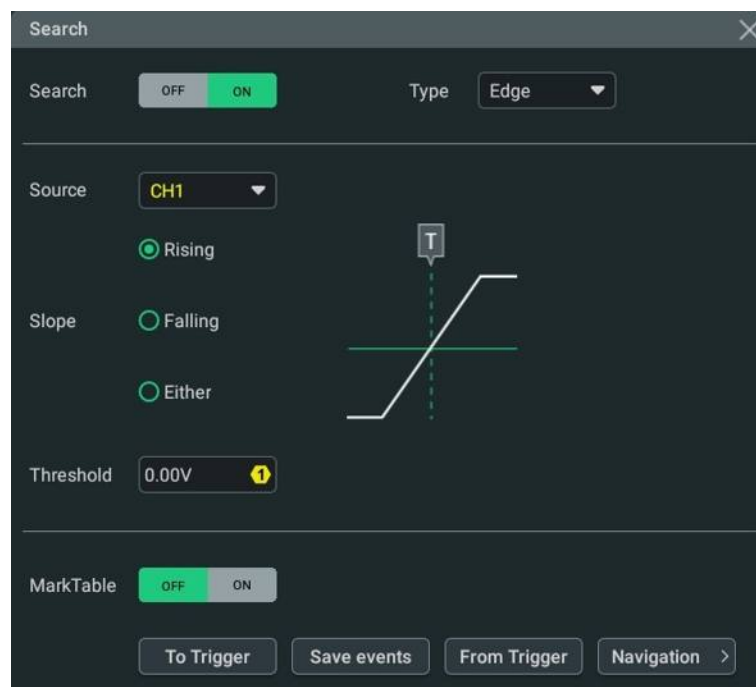 Search
Search OFF ON Type Edge
Source CH1
Rising
T
Slope Falling
Either
Threshold 0.00V 1
MarkTable OFF ON
To Trigger Save events From Trigger Navigation >